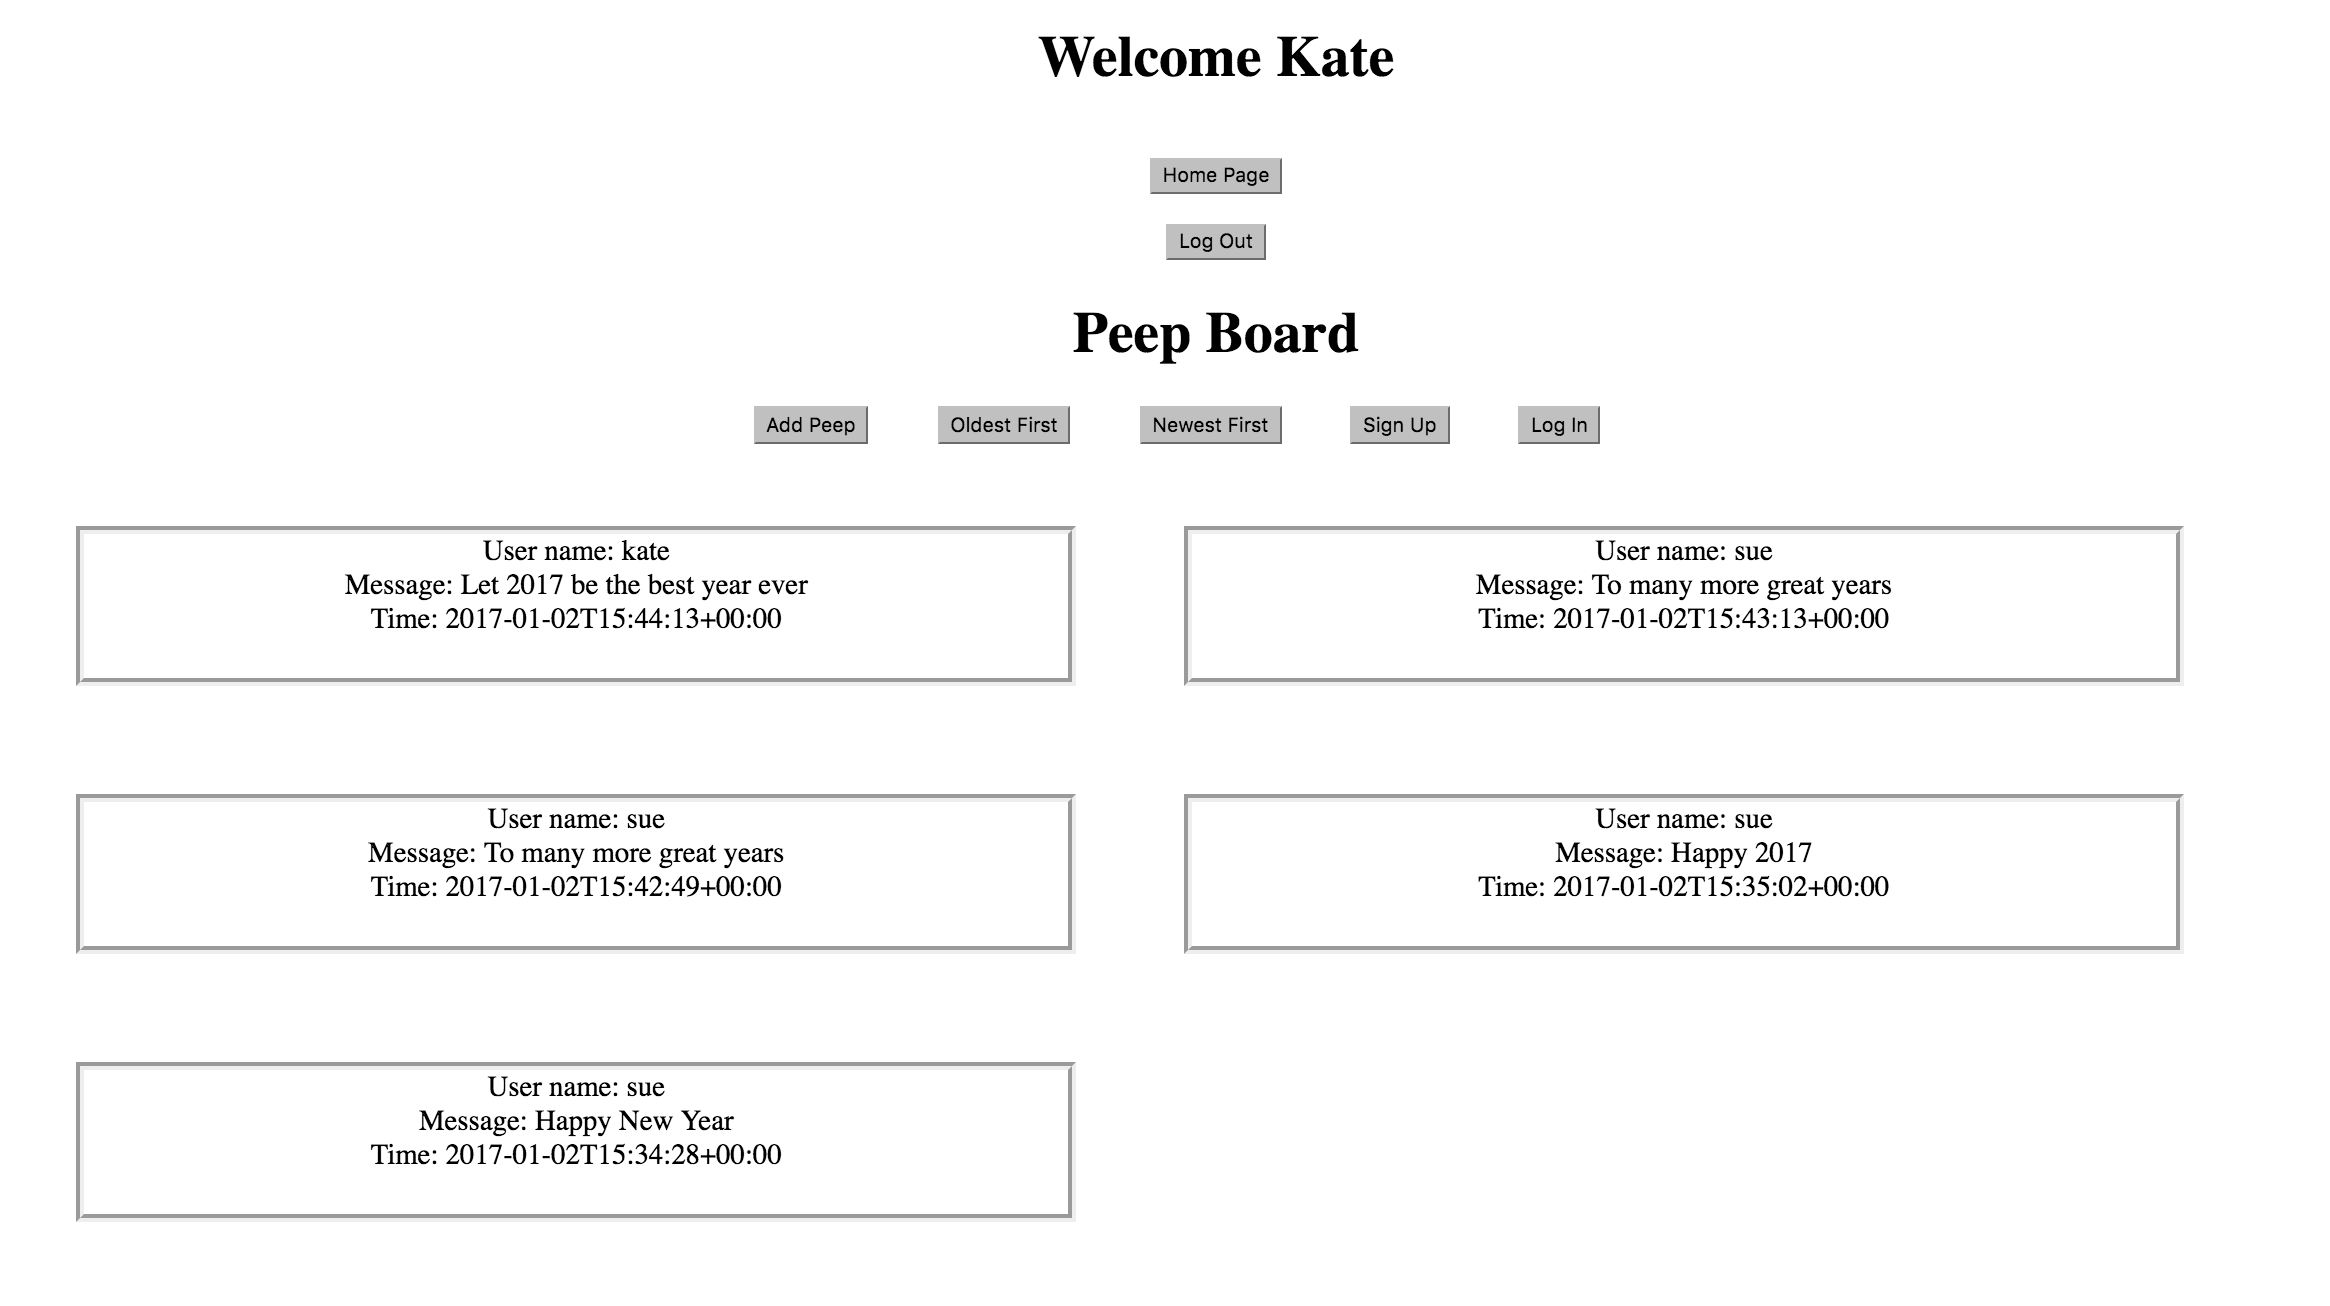 Welcome Kate
Home Page
Log Out
Peep Board
Add Peep
Oldest First
Newest First
Sign Up
Log In
User name: kate
Message: Let 2017 be the best year ever
Time: 2017-01-02T15:44:13+00:00
User name: sue
Message: To many more great years
Time: 2017-01-02T15:43:13+00:00
User name: sue
Message: To many more great years
Time: 2017-01-02T15:42:49+00:00
User name: sue
Message: Happy 2017
Time: 2017-01-02T15:35:02+00:00
User name: sue
Message: Happy New Year
Time: 2017-01-02T15:34:28+00:00